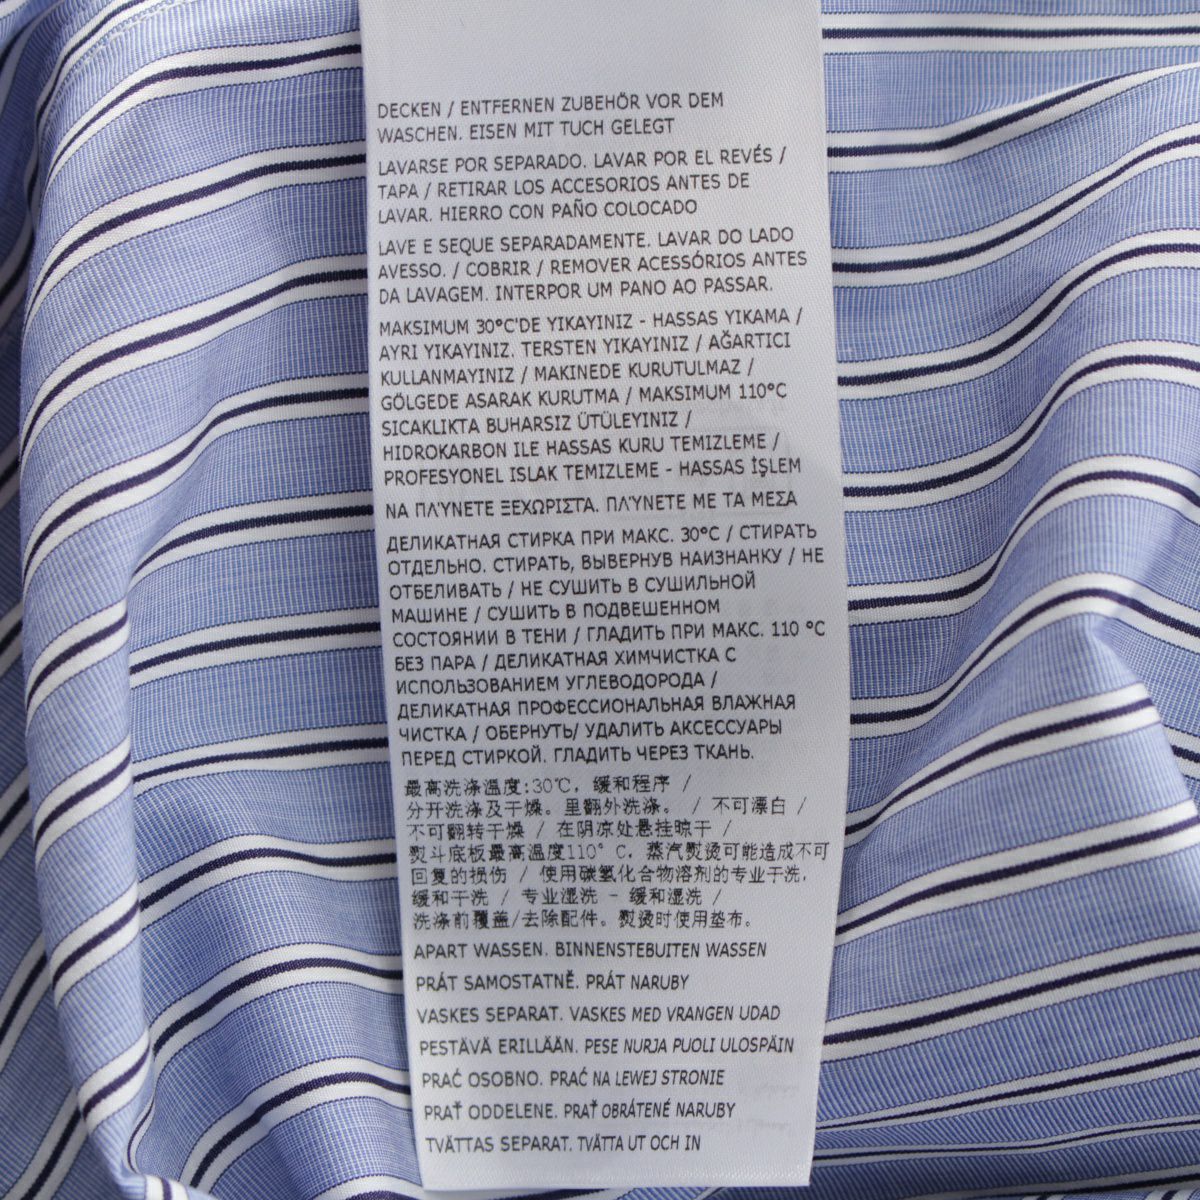 DECKEN / ENTFERNEN ZUBEHÖR VOR DEM
WASCHEN. EISEN MIT TUCH GELEGT
LAVARSE POR SEPARADO. LAVAR POR EL REVÉS /
TAPA / RETIRAR LOS ACCESORIOS ANTES DE
LAVAR. HIERRO CON PAÑO COLOCADO
LAVE E SEQUE SEPARADAMENTE. LAVAR DO LADO
AVESSO. / COBRIR / REMOVER ACESSÓRIOS ANTES
DA LAVAGEM. INTERPOR UM PANO AO PASSAR.
MAKSIMUM 30°C'DE YIKAYINIZ - HASSAS YIKAMA /
AYRI YIKAYINIZ. TERSTEN YIKAYINIZ / AĞARTICI
KULLANMAYINIZ / MAKINEDE KURUTULMAZ /
GÖLGEDE ASARAK KURUTMA / MAKSIMUM 110°C
SICAKLIKTA BUHARSIZ ÜTÜLEYINIZ /
HIDROKARBON ILE HASSAS KURU TEMIZLEME /
PROFESYONEL ISLAK TEMIZLEME - HASSAS İŞLEM
ΝΑ ΠΛΎΝΕΤΕ ΞΕΧΩΡΙΣΤΑ. ΠΛΎΝΕΤΕ ΜΕ ΤΑ ΜΕΣΑ
ДЕЛИКАТНАЯ СТИРКА ПРИ МАКС. 30°C / СТИРАТЬ
ОТДЕЛЬНО. СТИРАТЬ, ВЫВЕРНУВ НАИЗНАНКУ / НЕ
ОТБЕЛИВАТЬ / НЕ СУШИТЬ В СУШИЛЬНОЙ
МАШИНЕ / СУШИТЬ В ПОДВЕШЕННОМ
СОСТОЯНИИ В ТЕНИ / ГЛАДИТЬ ПРИ МАКС. 110 °C
БЕЗ ПАРА / ДЕЛИКАТНАЯ ХИМЧИСТКА С
ИСПОЛЬЗОВАНИЕМ УГЛЕВОДОРОДА /
ДЕЛИКАТНАЯ ПРОФЕССИОНАЛЬНАЯ ВЛАЖНАЯ
ЧИСТКА / ОБЕРНУТЬ/ УДАЛИТЬ АКСЕССУАРЫ
ПЕРЕД СТИРКОЙ. ГЛАДИТЬ ЧЕРЕЗ ТКАНЬ.
最高洗涤温度:30℃，缓和程序 /
分开洗涤及干燥。里翻外洗涤。 / 不可漂白 /
不可翻转干燥 / 在阴凉处悬挂晾干 /
熨斗底板最高温度110° C，蒸汽熨烫可能造成不可
回复的损伤 / 使用碳氢化合物溶剂的专业干洗，
缓和干洗 / 专业湿洗 - 缓和湿洗 /
洗涤前覆盖/去除配件。熨烫时使用垫布。
APART WASSEN. BINNENSTEBUITEN WASSEN
PRÁT SAMOSTATNĚ. PRÁT NARUBY
VASKES SEPARAT. VASKES MED VRANGEN UDAD
PESTÄVÄ ERILLÄÄN. PESE NURJA PUOLI ULOSPÄIN
PRAĆ OSOBNO. PRAĆ NA LEWEJ STRONIE
PRAŤ ODDELENE. PRAŤ OBRÁTENÉ NARUBY
TVÄTTAS SEPARAT. TVÄTTA UT OCH IN